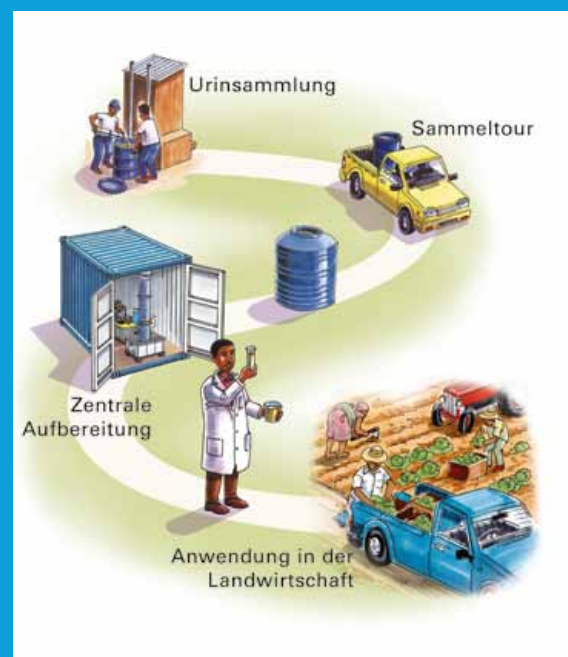 Urinsammlung
Sammeltour
Zentrale
Aufbereitung
Anwendung in der
Landwirtschaft